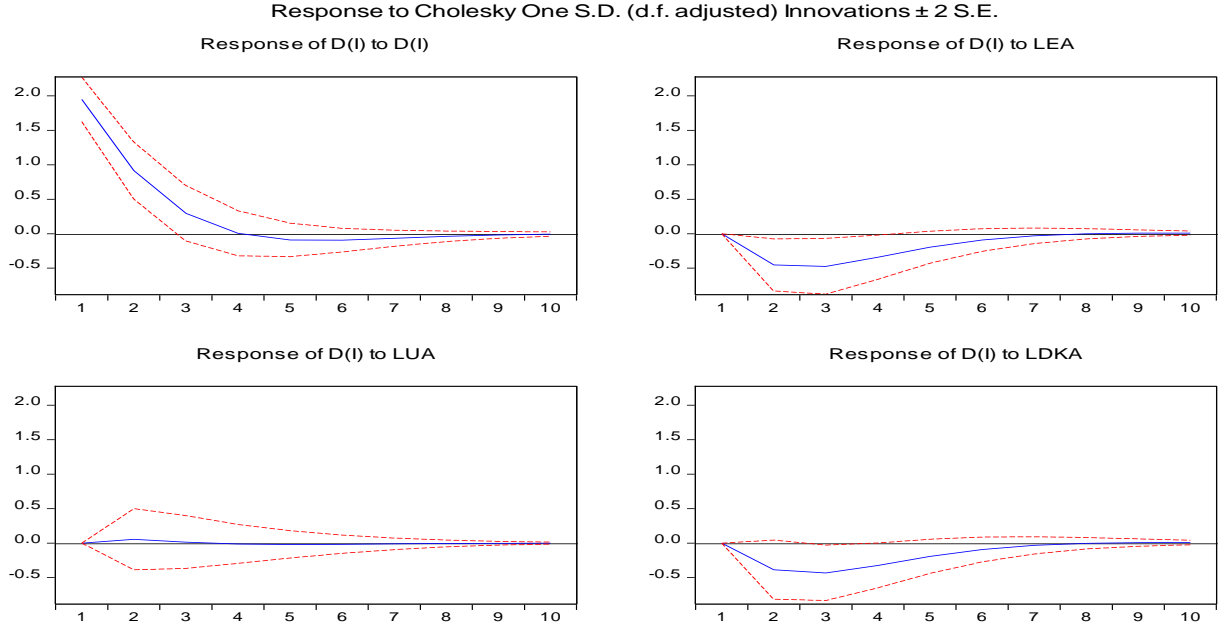 Response to Cholesky One S.D. (d.f. adjusted) Innovations ± 2 S.E.
Response of D(I) to D(I)
2.0
1.5
1.0
0.5
0.0
-0.5
1 2 3 4 5 6 7 8 9 10
Response of D(I) to LEA
2.0
1.5
1.0
0.5
0.0
-0.5
1 2 3 4 5 6 7 8 9 10
Response of D(I) to LUA
2.0
1.5
1.0
0.5
0.0
-0.5
1 2 3 4 5 6 7 8 9 10
Response of D(I) to LDKA
2.0
1.5
1.0
0.5
0.0
-0.5
1 2 3 4 5 6 7 8 9 10